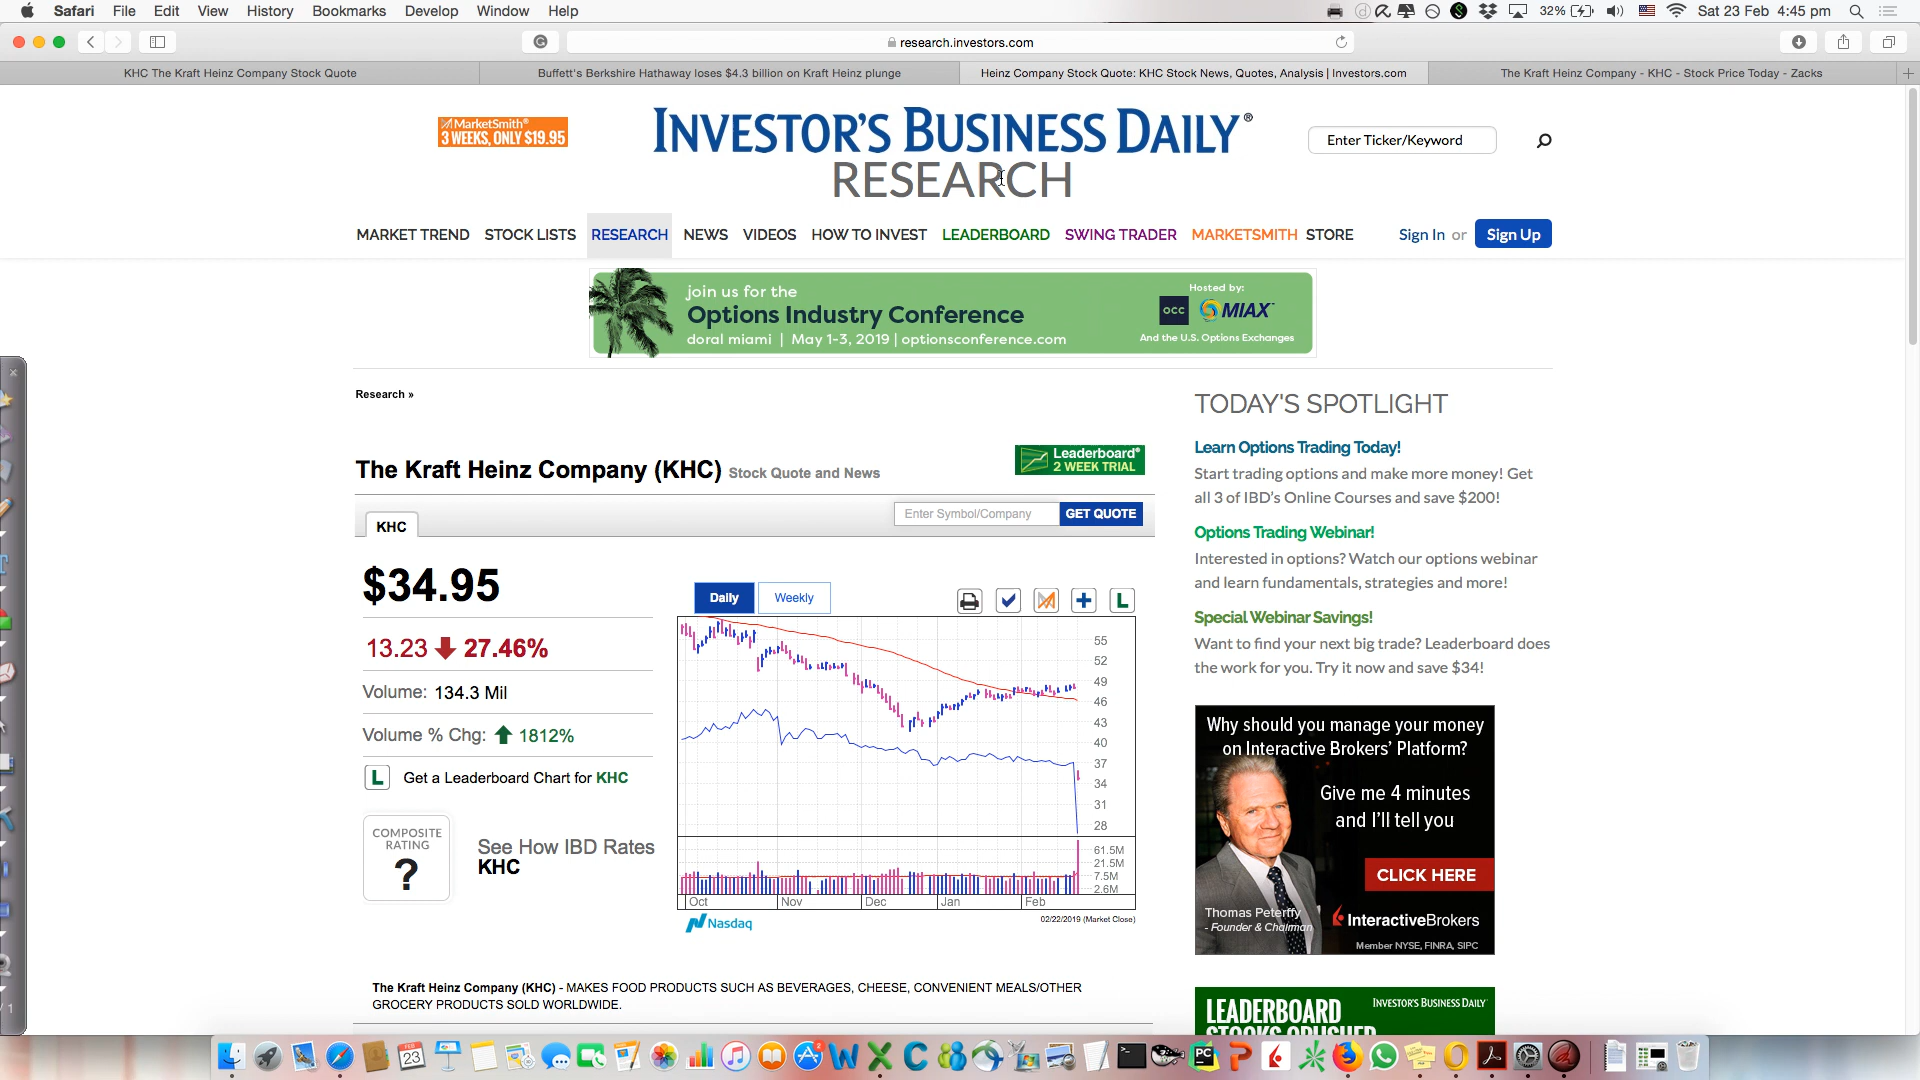 Safari File Edit View History Bookmarks Develop Window Help
32% Sat 23 Feb 4:45 pm
research.investors.com
KHC The Kraft Heinz Company Stock Quote
Buffett's Berkshire Hathaway loses $4.3 billion on Kraft Heinz plunge
Heinz Company Stock Quote: KHC Stock News, Quotes, Analysis | Investors.com
The Kraft Heinz Company - KHC - Stock Price Today - Zacks
MarketSmith®
3 WEEKS, ONLY $19.95
INVESTOR'S BUSINESS DAILY®
RESEARCH
Enter Ticker/Keyword
MARKET TREND STOCK LISTS RESEARCH NEWS VIDEOS HOW TO INVEST LEADERBOARD SWING TRADER MARKETSMITH STORE
Sign In or Sign Up
join us for the
Options Industry Conference
doral miami | May 1-3, 2019 | optionsconference.com
Hosted by:
OCC MIAX
And the U.S. Options Exchanges
Research »
The Kraft Heinz Company (KHC) Stock Quote and News
Leaderboard®
2 WEEK TRIAL
KHC
Enter Symbol/Company GET QUOTE
$34.95
13.23 27.46%
Volume: 134.3 Mil
Volume % Chg: 1812%
L Get a Leaderboard Chart for KHC
COMPOSITE
RATING
?
See How IBD Rates
KHC
Daily Weekly
L
55
52
49
46
43
40
37
34
31
28
61.5M
21.5M
7.5M
2.6M
Oct Nov Dec Jan Feb
Nasdaq
02/22/2019 (Market Close)
The Kraft Heinz Company (KHC) - MAKES FOOD PRODUCTS SUCH AS BEVERAGES, CHEESE, CONVENIENT MEALS/OTHER
GROCERY PRODUCTS SOLD WORLDWIDE.
TODAY'S SPOTLIGHT
Learn Options Trading Today!
Start trading options and make more money! Get
all 3 of IBD's Online Courses and save $200!
Options Trading Webinar!
Interested in options? Watch our options webinar
and learn fundamentals, strategies and more!
Special Webinar Savings!
Want to find your next big trade? Leaderboard does
the work for you. Try it now and save $34!
Why should you manage your money
on Interactive Brokers' Platform?
Give me 4 minutes
and I'll tell you
CLICK HERE
Thomas Peterffy
- Founder & Chairman
InteractiveBrokers
Member NYSE, FINRA, SIPC
LEADERBOARD
INVESTOR'S BUSINESS DAILY®
STOCKS CRUSHED
FEB
23
2
PC